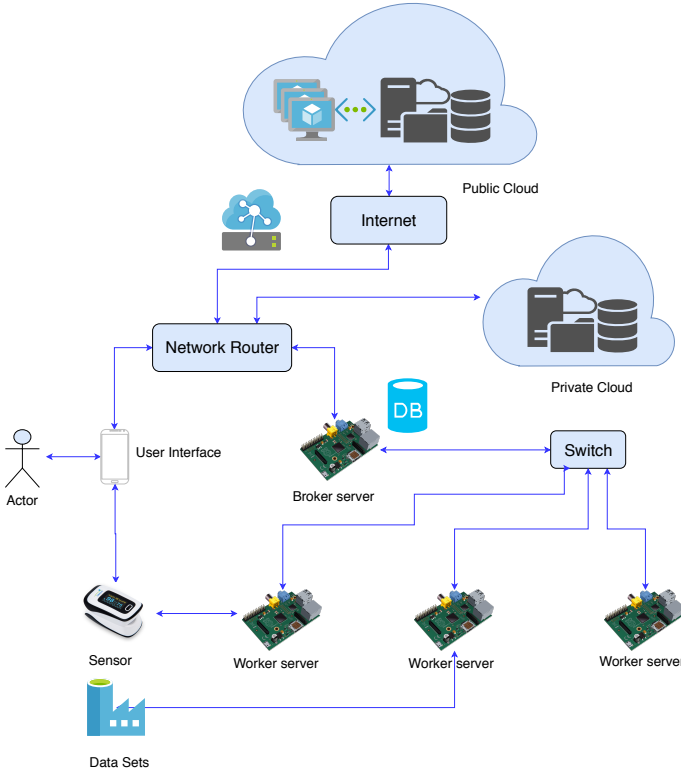 Public Cloud
Internet
Network Router
Private Cloud
DB
User Interface
Switch
Actor
Broker server
Sensor
Worker server
Worker server
Worker server
Data Sets